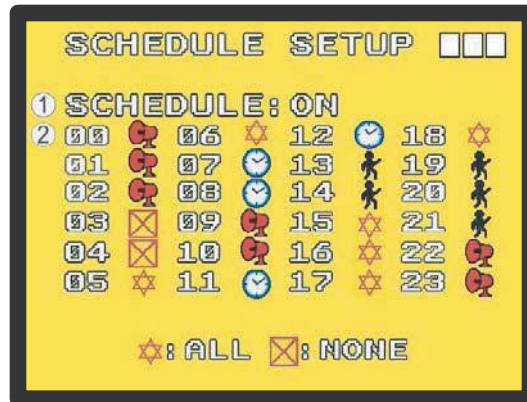 SCHEDULE SETUP
1 SCHEDULE:ON
2 00 06 12 18
01 07 13 19
02 08 14 20
03 09 15 21
04 10 16 22
05 11 17 23
:ALL :NONE